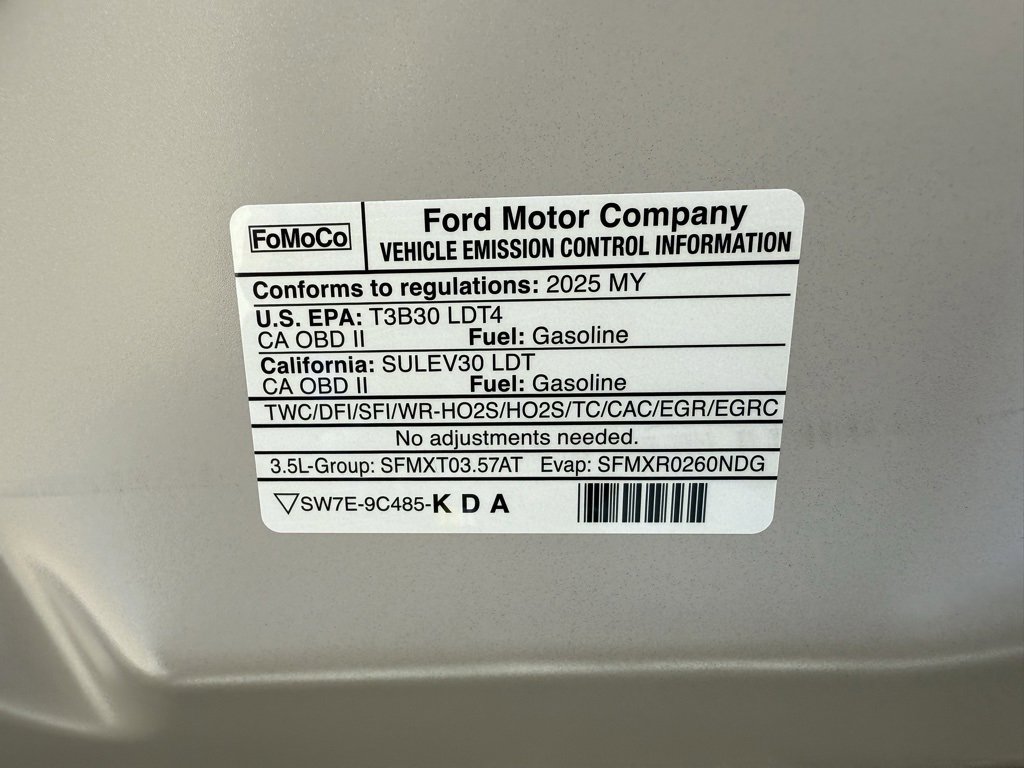 FoMoCo
Ford Motor Company
VEHICLE EMISSION CONTROL INFORMATION
Conforms to regulations: 2025 MY
U.S. EPA: T3B30 LDT4
CA OBD II Fuel: Gasoline
California: SULEV30 LDT
CA OBD II Fuel: Gasoline
TWC/DFI/SFI/WR-HO2S/HO2S/TC/CAC/EGR/EGRC
No adjustments needed.
3.5L-Group: SFMXT03.57AT Evap: SFMXR0260NDG
▽SW7E-9C485-K D A